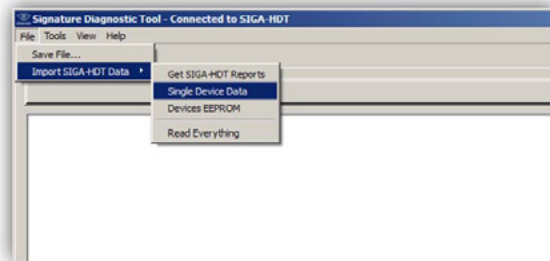 Signature Diagnostic Tool - Connected to SIGA-HDT
File Tools View Help
Save File...
Import SIGA-HDT Data
Get SIGA-HDT Reports
Single Device Data
Devices EEPROM
Read Everything